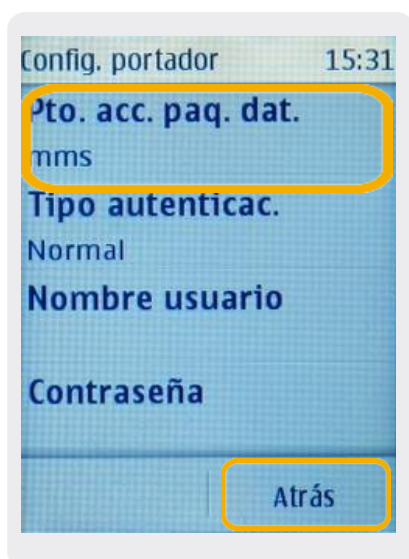 Config. portador 15:31
Pto. acc. paq. dat.
mms
Tipo autenticac.
Normal
Nombre usuario
Contraseña
Atrás